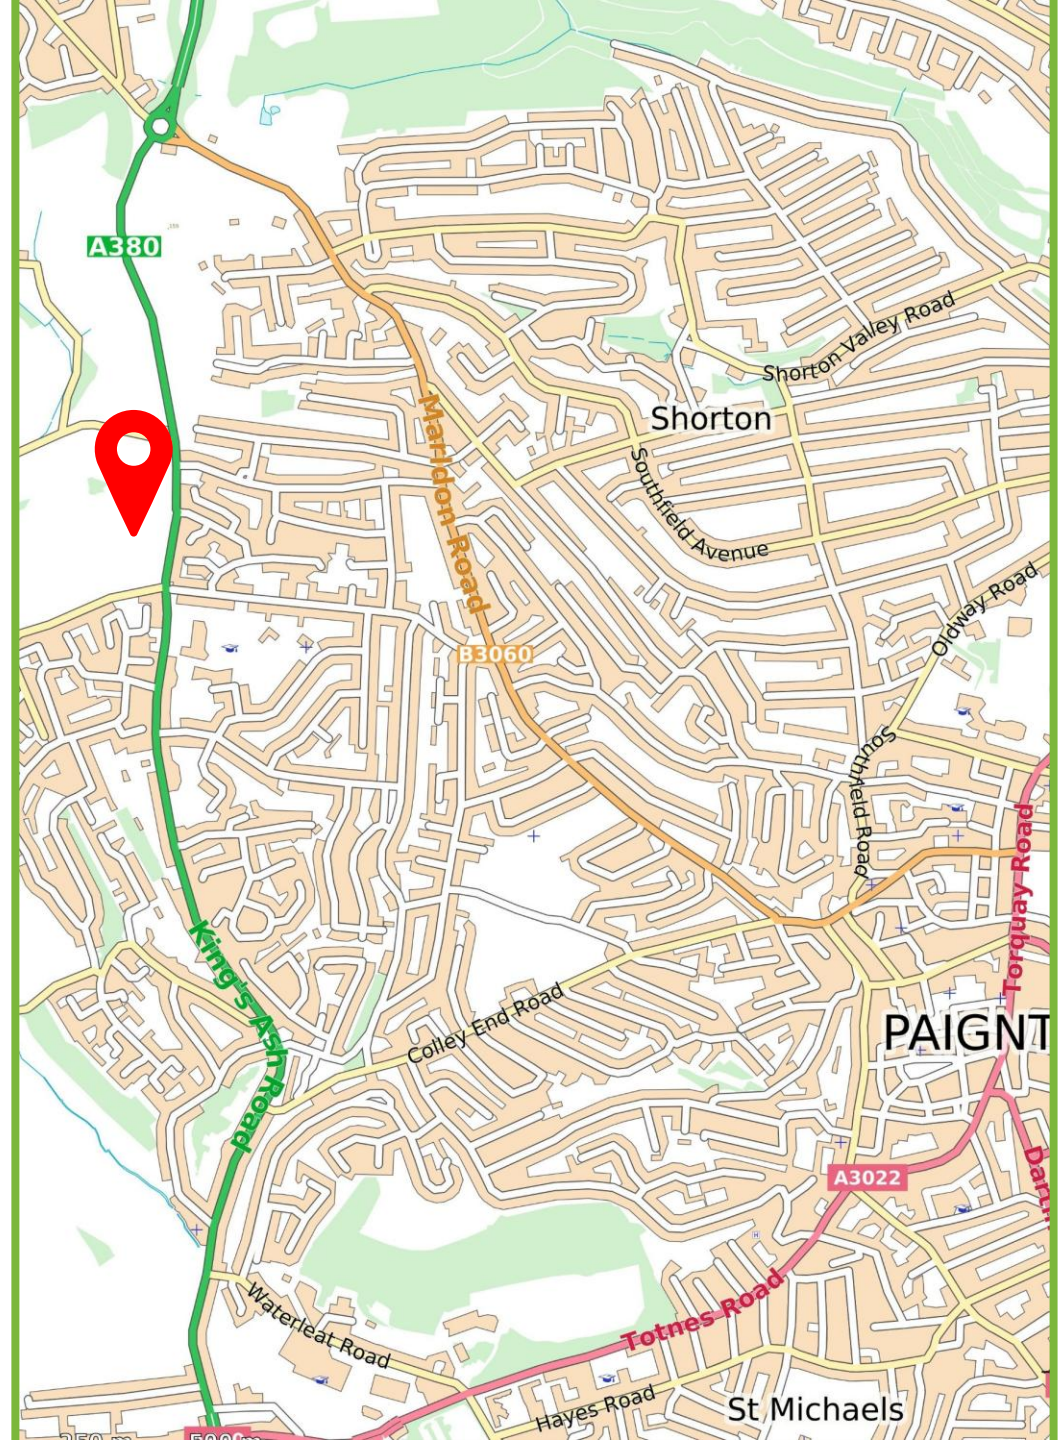 A380
Shorton Valley Road
Shorton
Marldon Road
Southfield Avenue
Oldway Road
B3060
Southfield Road
Torquay Road
King's Ash Road
Colley End Road
PAIGNT
A3022
Dartm
Totnes Road
Waterleat Road
Hayes Road
St Michaels